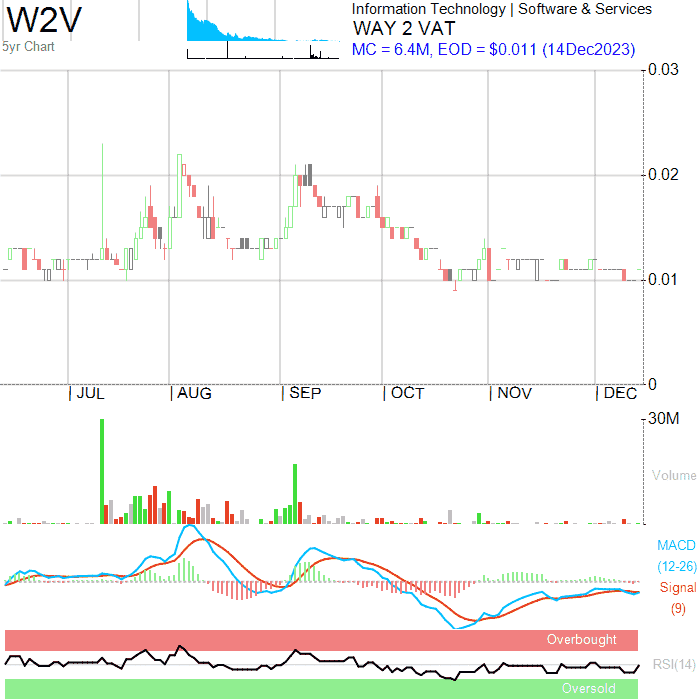 W2V
5yr Chart
Information Technology | Software & Services
WAY 2 VAT
MC = 6.4M, EOD = $0.011 (14Dec2023)
0.03
0.02
0.01
0
| JUL | AUG | SEP | OCT | NOV | DEC
30M
Volume
MACD
(12-26)
Signal
(9)
Overbought
RSI(14)
Oversold